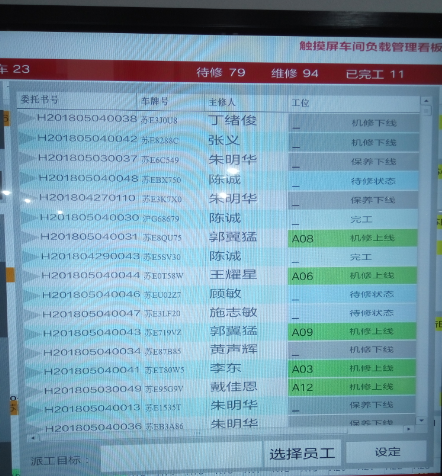 触摸屏车间负载管理看板
车 23 待修 79 维修 94 已完工 11
委托书号 车牌号 主修人 工位
H201805040038 苏E3J0U8 丁绪俊 _ 机修下线
H201805040042 苏E8288C 张义 _ 机修下线
H201805030037 苏E6C549 朱明华 _ 保养下线
H201805040048 苏EBX750 陈诚 _ 待修状态
H201804270110 苏E3K7X0 朱明华 _ 保养下线
H201805040030 沪G68679 陈诚 _ 完工
H201805040031 苏E8QU75 郭翼猛 A08 机修上线
H201804290043 苏E5SV30 陈诚 _ 完工
H201805040044 苏E0T58W 王耀星 A06 机修上线
H201805040046 苏EU02Z7 顾敏 _ 待修状态
H201805040047 苏E3LF20 施志敏 _ 待修状态
H201805040043 苏E719VZ 郭翼猛 A09 机修上线
H201805040034 苏E87B85 黄声辉 _ 机修下线
H201805040041 苏ET80W5 李东 A03 机修上线
H201805030049 苏E95G9V 戴佳恩 A12 机修上线
H201805040013 苏E1535T 朱明华 _ 保养下线
H201805040036 苏EB3A86 朱明华 _ 保养下线
派工目标: 选择员工 设定